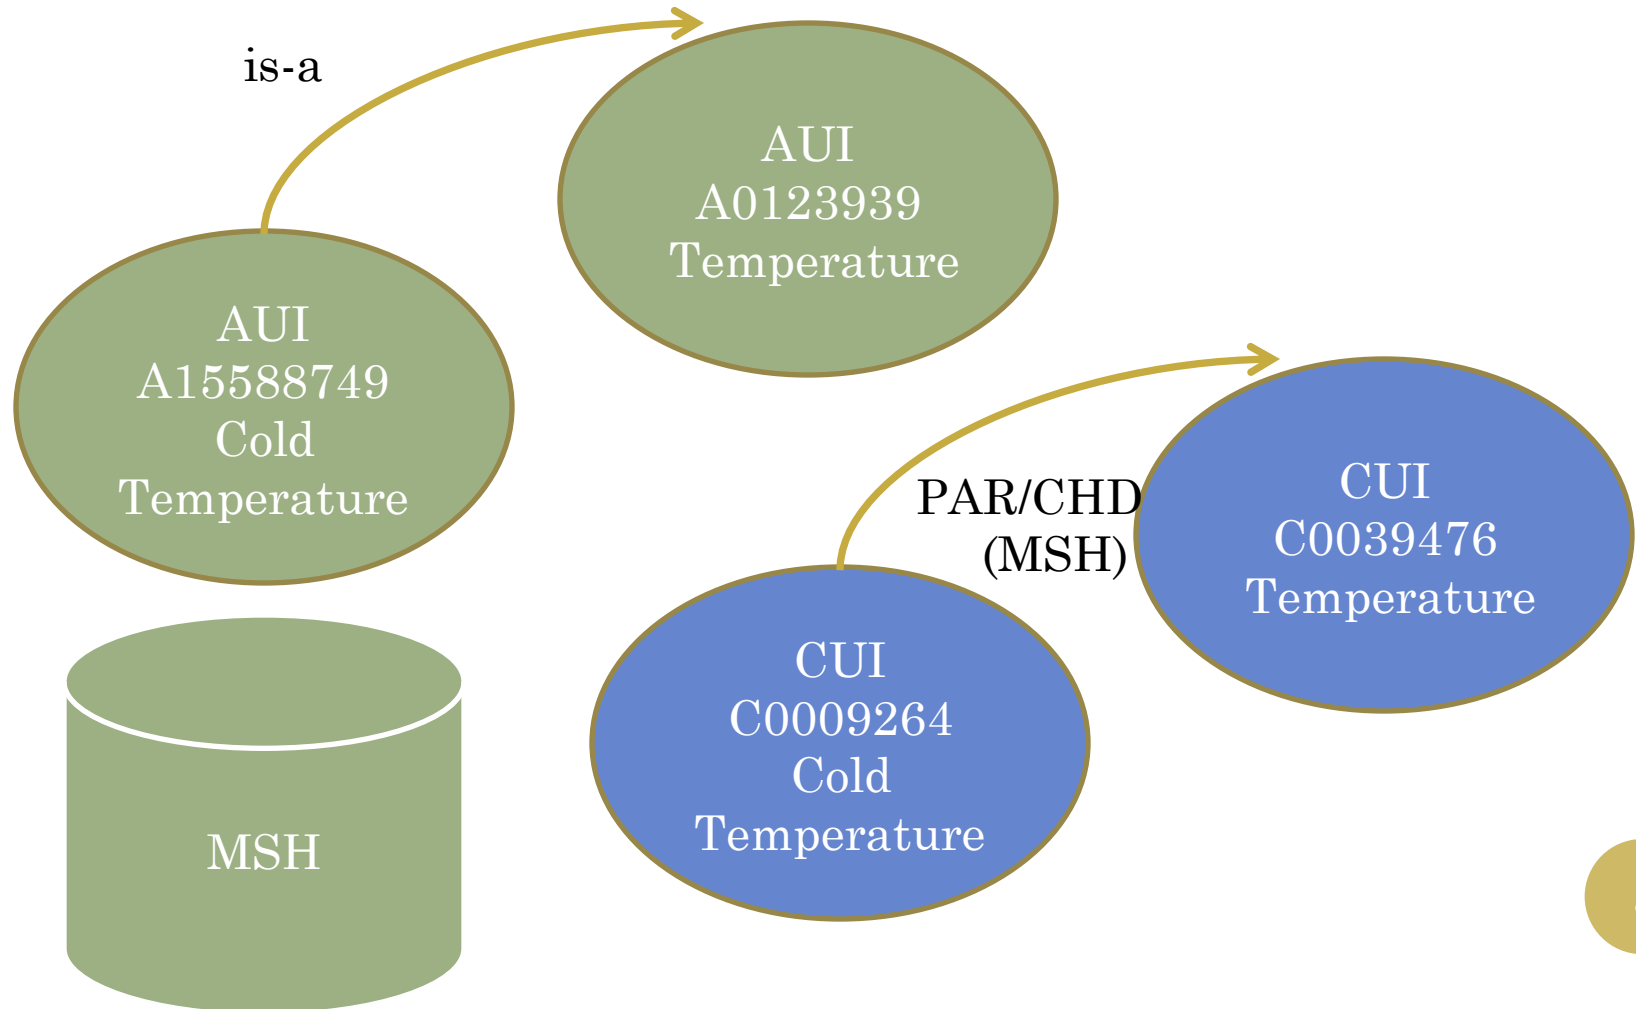 is-a
AUI
A0123939
Temperature
AUI
A15588749
Cold
Temperature
PAR/CHD
(MSH)
CUI
C0039476
Temperature
CUI
C0009264
Cold
Temperature
MSH